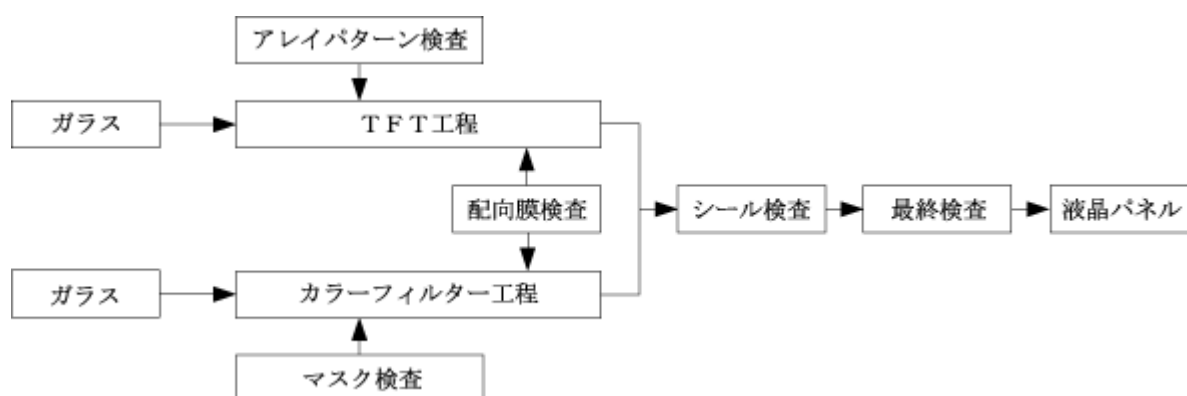 アレイパターン検査
ガラス
ＴＦＴ工程
配向膜検査
シール検査
最終検査
液晶パネル
ガラス
カラーフィルター工程
マスク検査